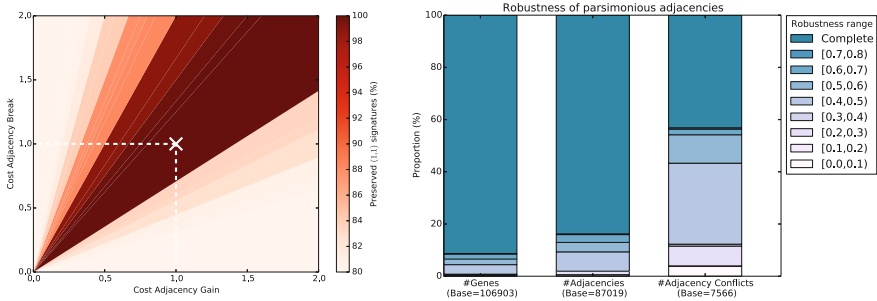 2,0
1,5
1,0
0,5
0,0
0,0
0,5
1,0
1,5
2,0
Cost Adjacency Break
Cost Adjacency Gain
100
98
96
94
92
90
88
86
84
82
80
Preserved (1,1) signatures (%)
Robustness of parsimonious adjacencies
100
80
60
40
20
0
Proportion (%)
#Genes
(Base=106903)
#Adjacencies
(Base=87019)
#Adjacency Conflicts
(Base=7566)
Robustness range
Complete
[0.7,0.8)
[0.6,0.7)
[0.5,0.6)
[0.4,0.5)
[0.3,0.4)
[0.2,0.3)
[0.1,0.2)
[0.0,0.1)